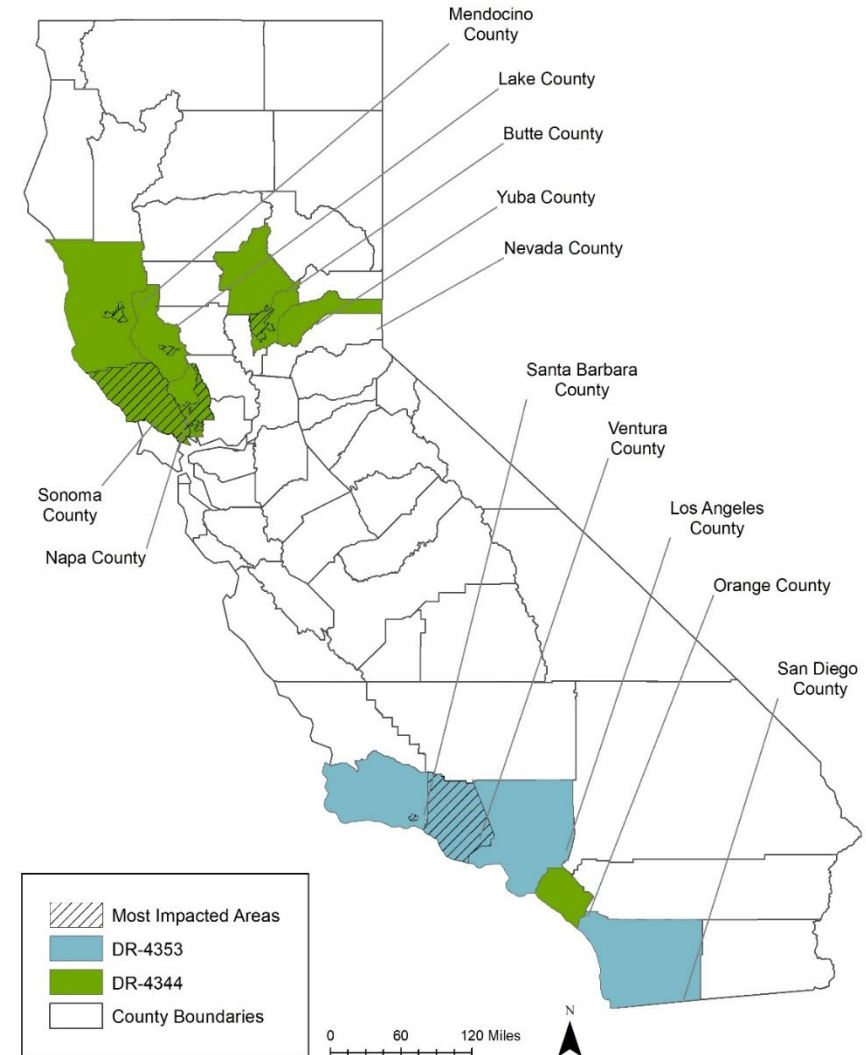 Mendocino
County
Lake County
Butte County
Yuba County
Nevada County
Santa Barbara
County
Ventura
County
Los Angeles
County
Orange County
San Diego
County
Sonoma
County
Napa County
Most Impacted Areas
DR-4353
DR-4344
County Boundaries
0 60 120 Miles
N